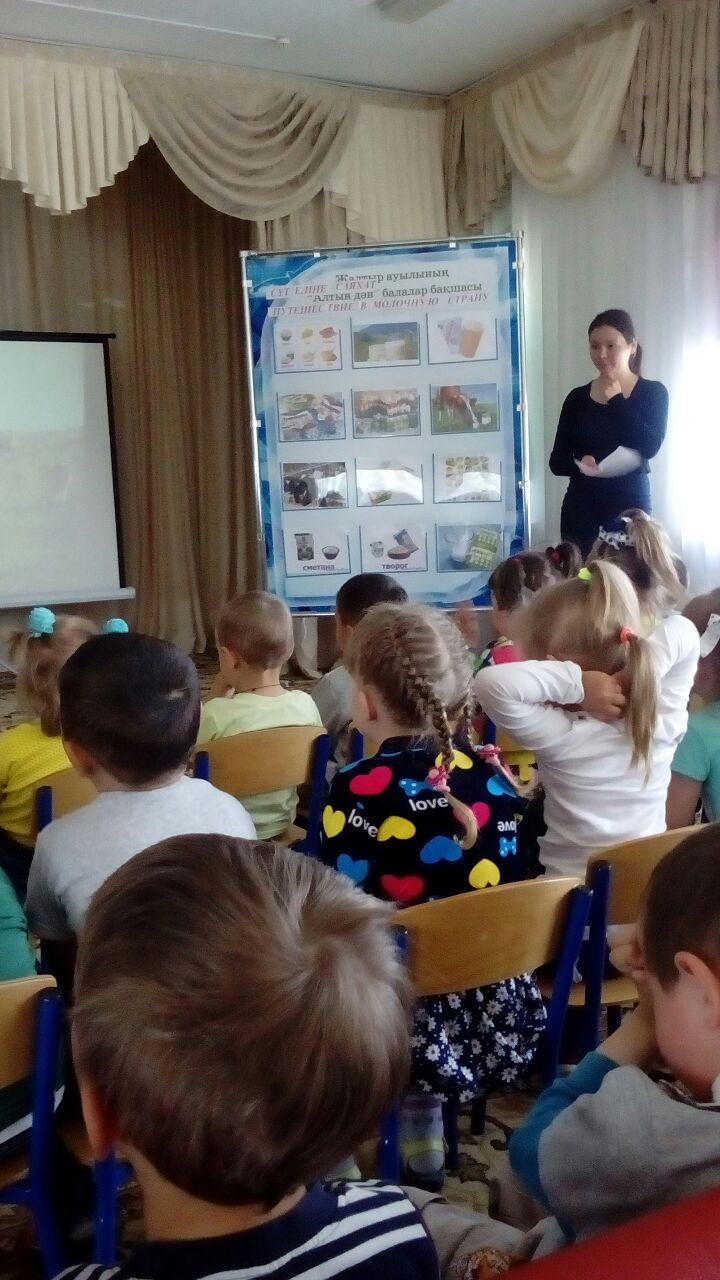 Жалтыр ауылының
СҮТ ЕЛІНЕ САЯХАТ
"Алтын дән" балалар бақшасы
ПУТЕШЕСТВИЕ В МОЛОЧНУЮ СТРАНУ
сметана
творог
love
love
love